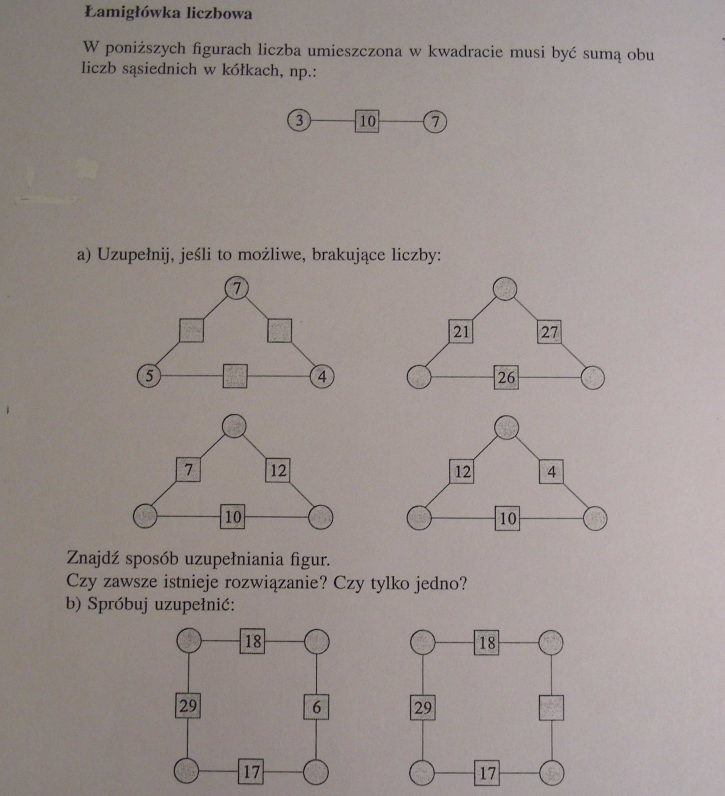 Łamigłówka liczbowa
W poniższych figurach liczba umieszczona w kwadracie musi być sumą obu
liczb sąsiednich w kółkach, np.:
3 10 7
a) Uzupełnij, jeśli to możliwe, brakujące liczby:
7
5 4
21 27
26
7 12
10
12 4
10
Znajdź sposób uzupełniania figur.
Czy zawsze istnieje rozwiązanie? Czy tylko jedno?
b) Spróbuj uzupełnić:
18
29 6
17
18
29
17